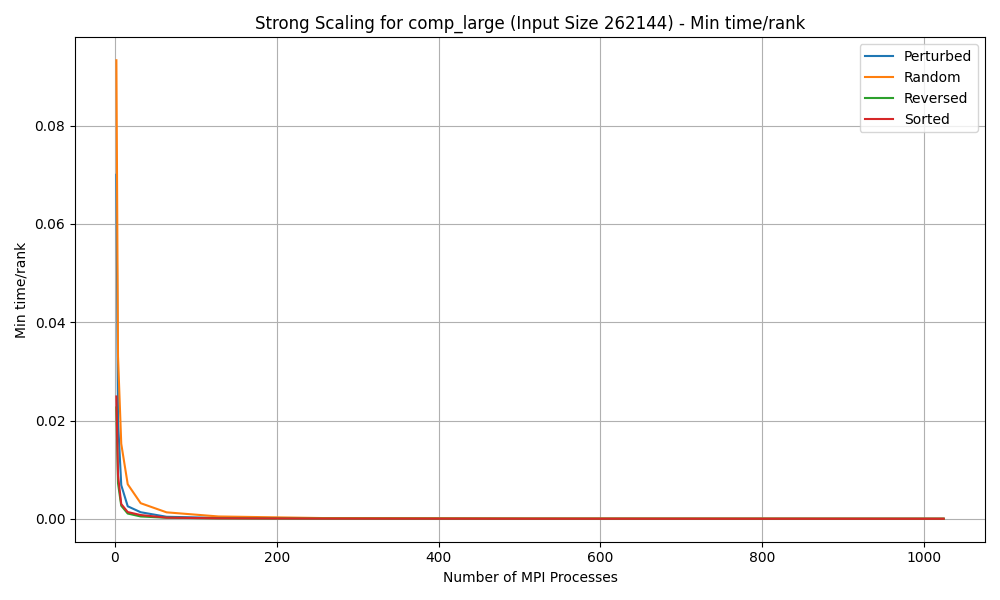 Strong Scaling for comp_large (Input Size 262144) - Min time/rank
Perturbed
Random
Reversed
Sorted
Min time/rank
0.08
0.06
0.04
0.02
0.00
0
200
400
600
800
1000
Number of MPI Processes